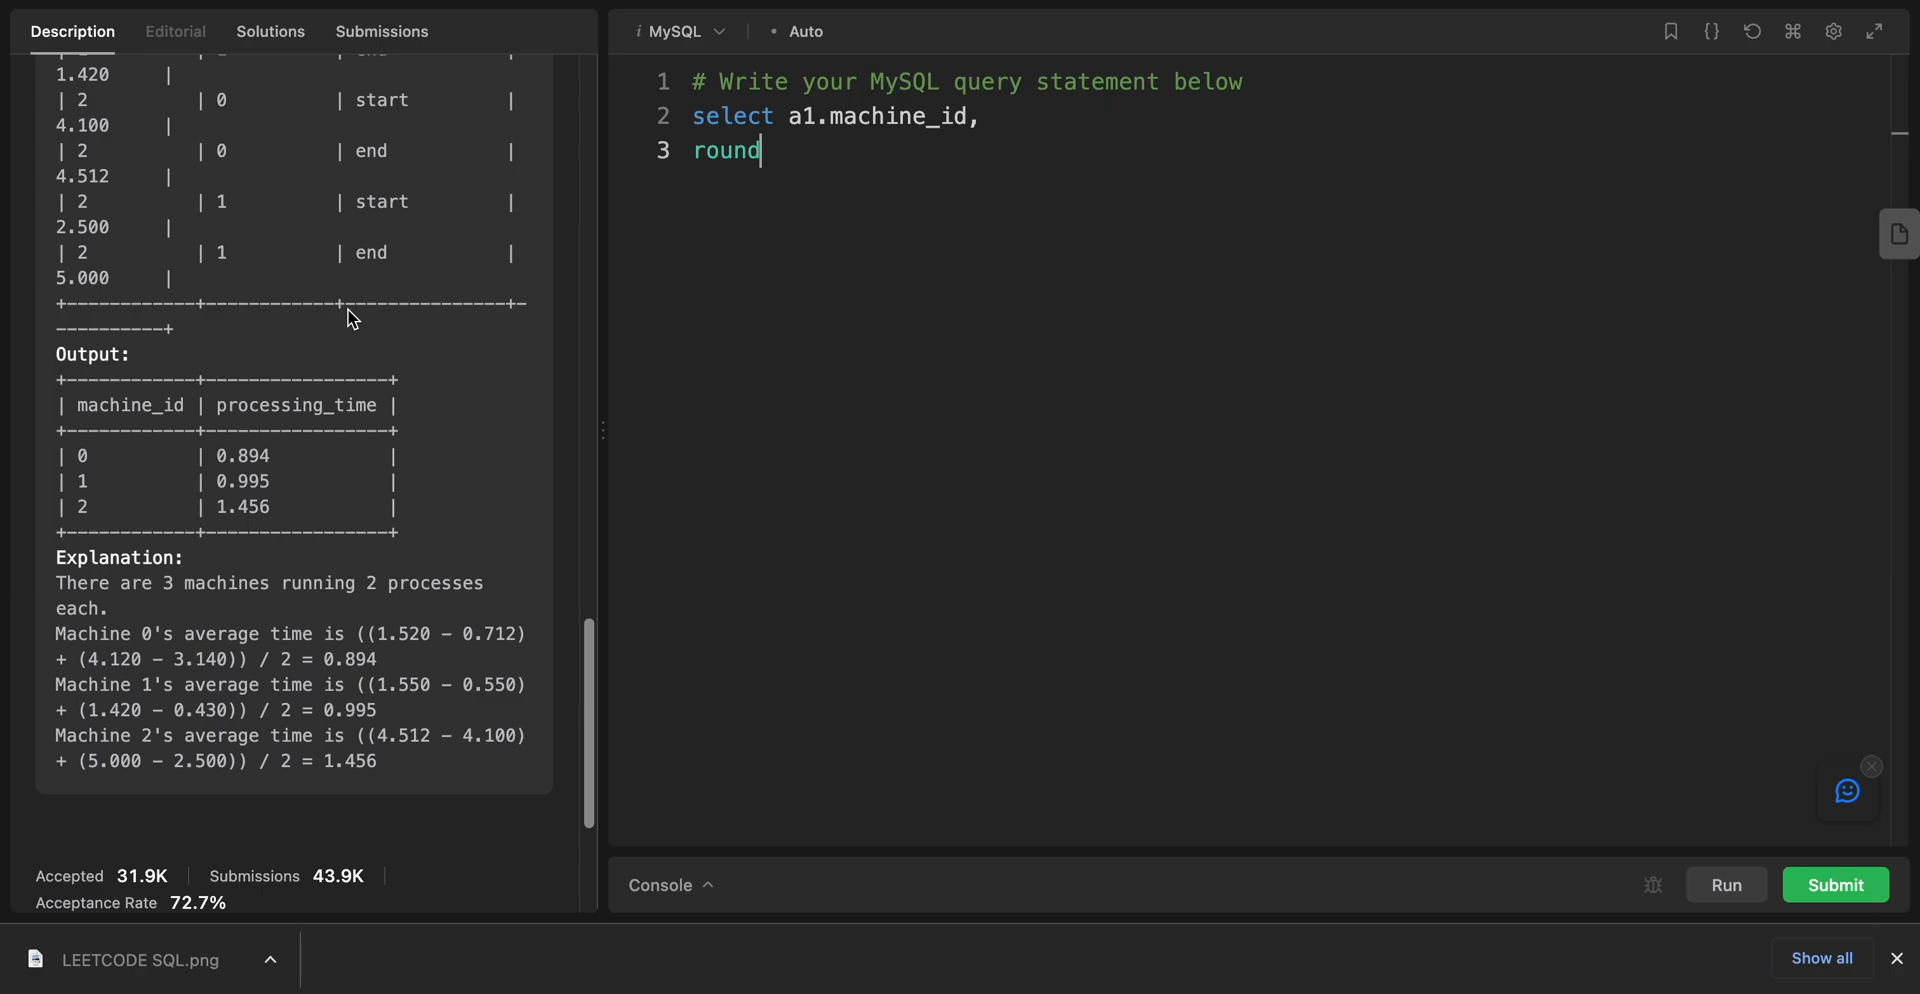 Description Editorial Solutions Submissions
1.420 |
| 2 | 0 | start |
4.100 |
| 2 | 0 | end |
4.512 |
| 2 | 1 | start |
2.500 |
| 2 | 1 | end |
5.000 |
+------------+------------+---------------+-
-----------+
Output:
+------------+-----------------+
| machine_id | processing_time |
+------------+-----------------+
| 0 | 0.894 |
| 1 | 0.995 |
| 2 | 1.456 |
+------------+-----------------+
Explanation:
There are 3 machines running 2 processes
each.
Machine 0's average time is ((1.520 - 0.712)
+ (4.120 - 3.140)) / 2 = 0.894
Machine 1's average time is ((1.550 - 0.550)
+ (1.420 - 0.430)) / 2 = 0.995
Machine 2's average time is ((4.512 - 4.100)
+ (5.000 - 2.500)) / 2 = 1.456
Accepted 31.9K Submissions 43.9K
Acceptance Rate 72.7%
i MySQL • Auto
1 # Write your MySQL query statement below
2 select a1.machine_id,
3 round
Console Run Submit
LEETCODE SQL.png Show all